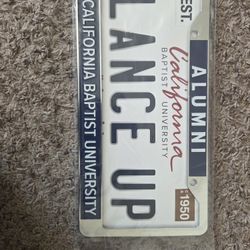 ALUMNI
EST.
1950
California
BAPTIST UNIVERSITY
LANCE UP
CALIFORNIA BAPTIST UNIVERSITY